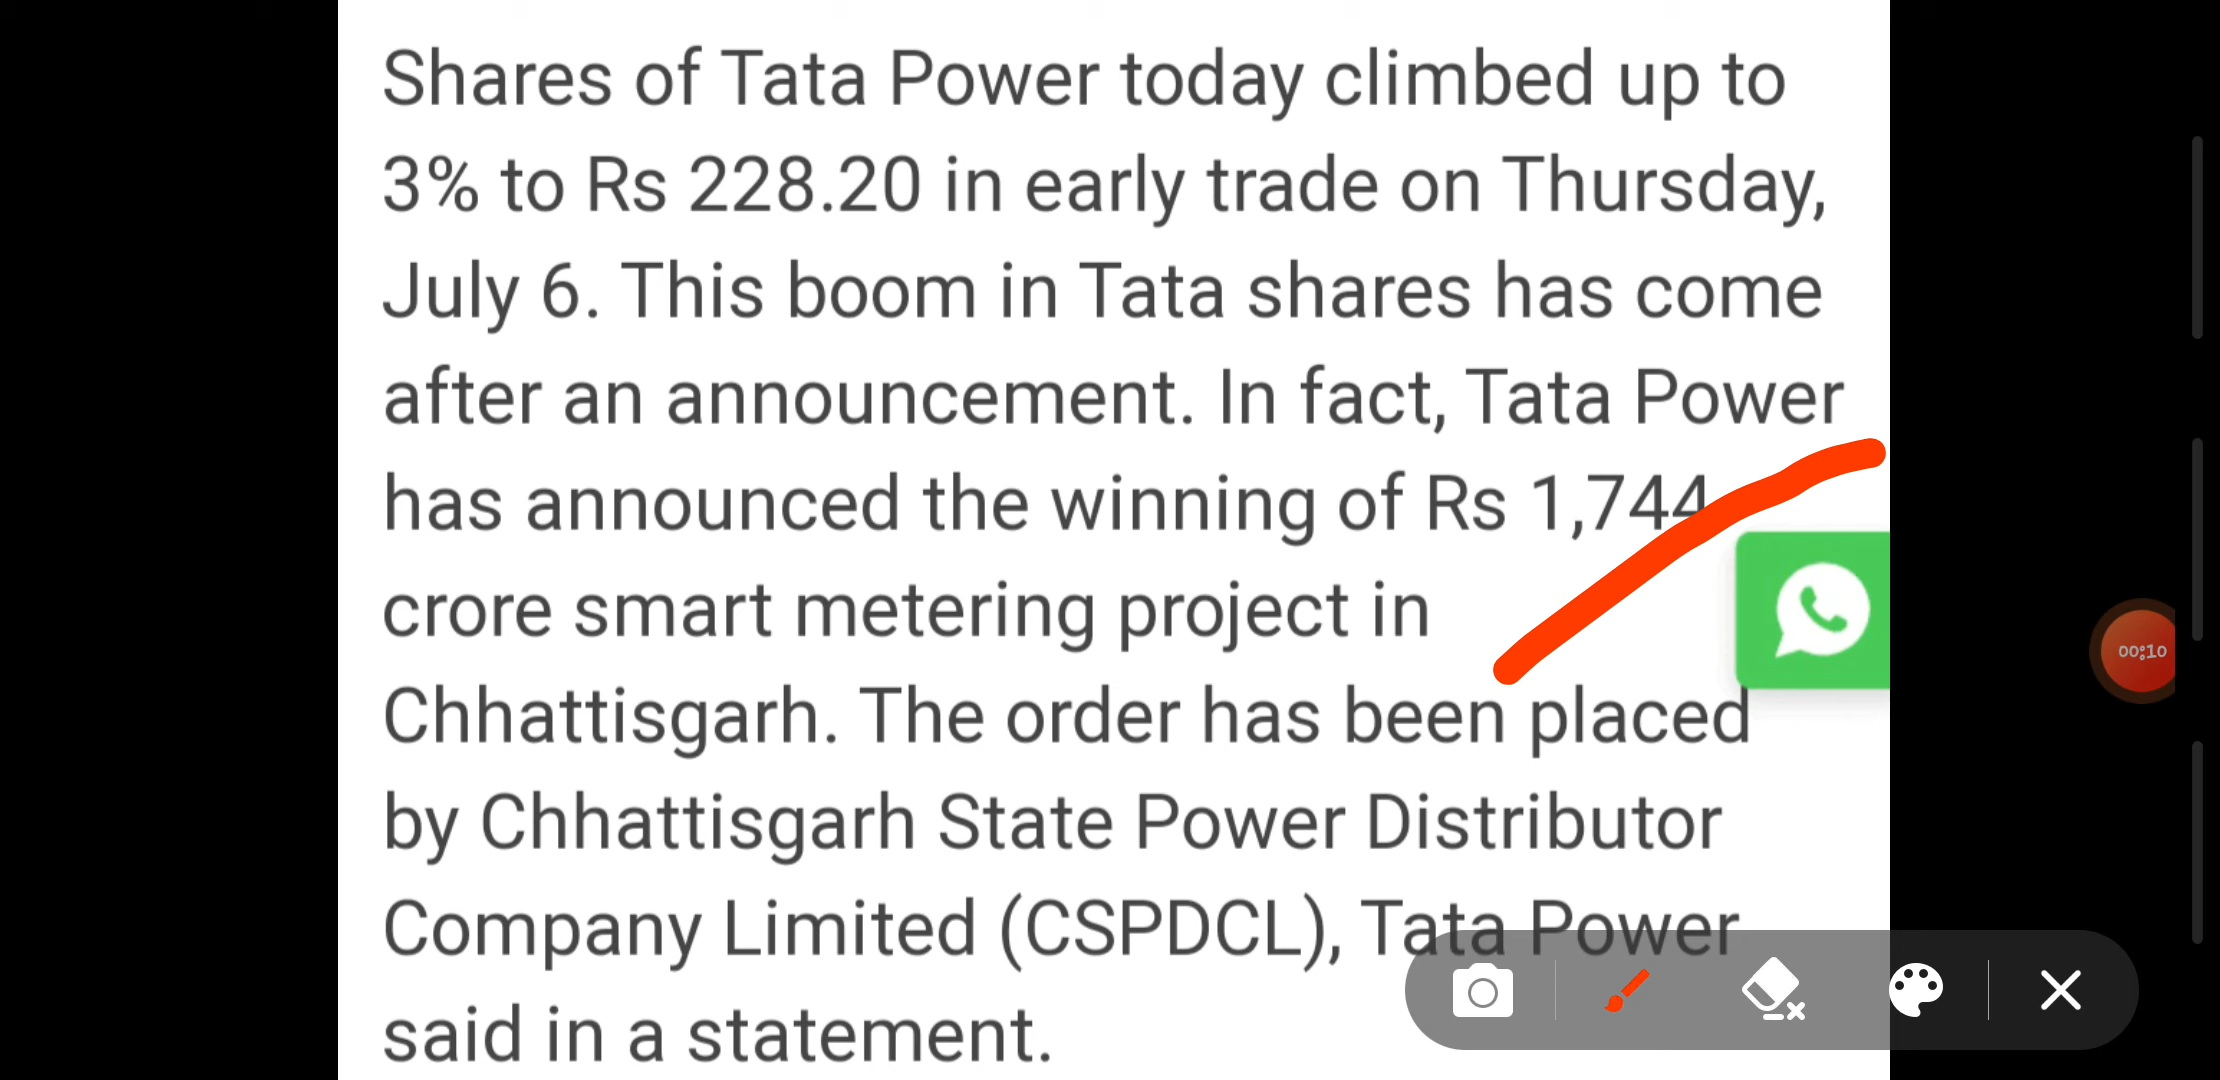 Shares of Tata Power today climbed up to
3% to Rs 228.20 in early trade on Thursday,
July 6. This boom in Tata shares has come
after an announcement. In fact, Tata Power
has announced the winning of Rs 1,744
crore smart metering project in
Chhattisgarh. The order has been placed
by Chhattisgarh State Power Distributor
Company Limited (CSPDCL), Tata Power
said in a statement.
00:10